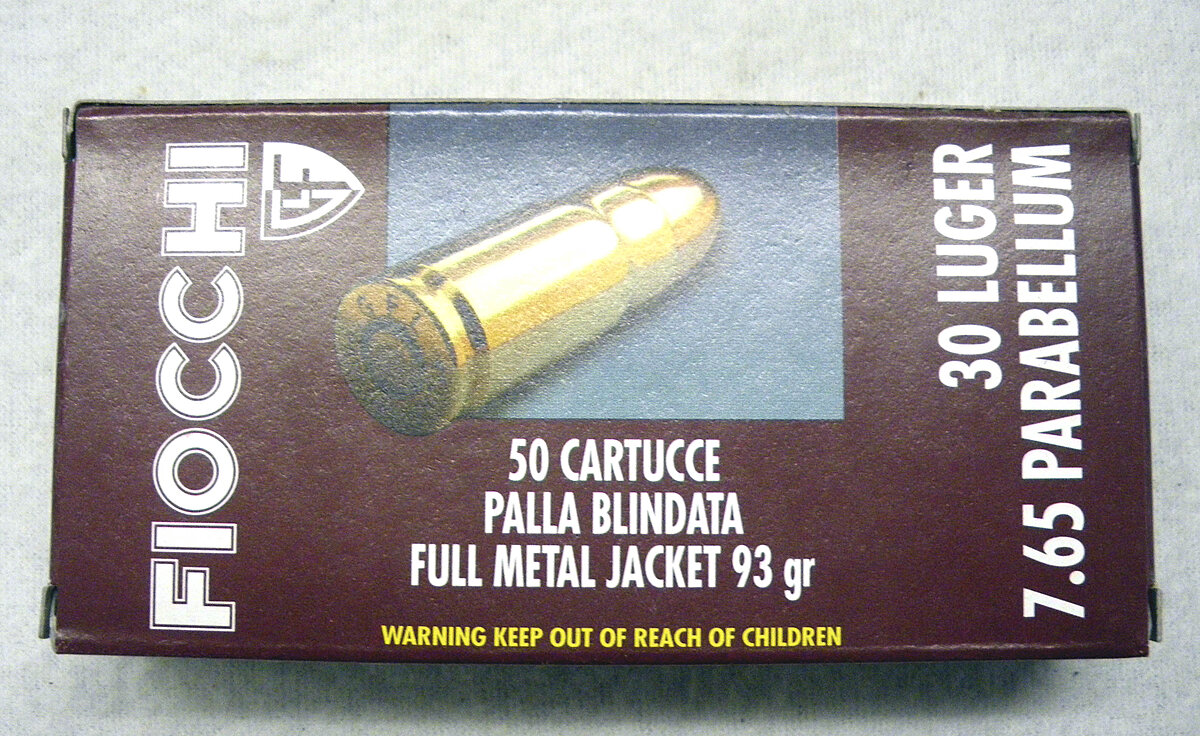 FIOCCHI
50 CARTUCCE
PALLA BLINDATA
FULL METAL JACKET 93 gr
WARNING KEEP OUT OF REACH OF CHILDREN
30 LUGER
7.65 PARABELLUM